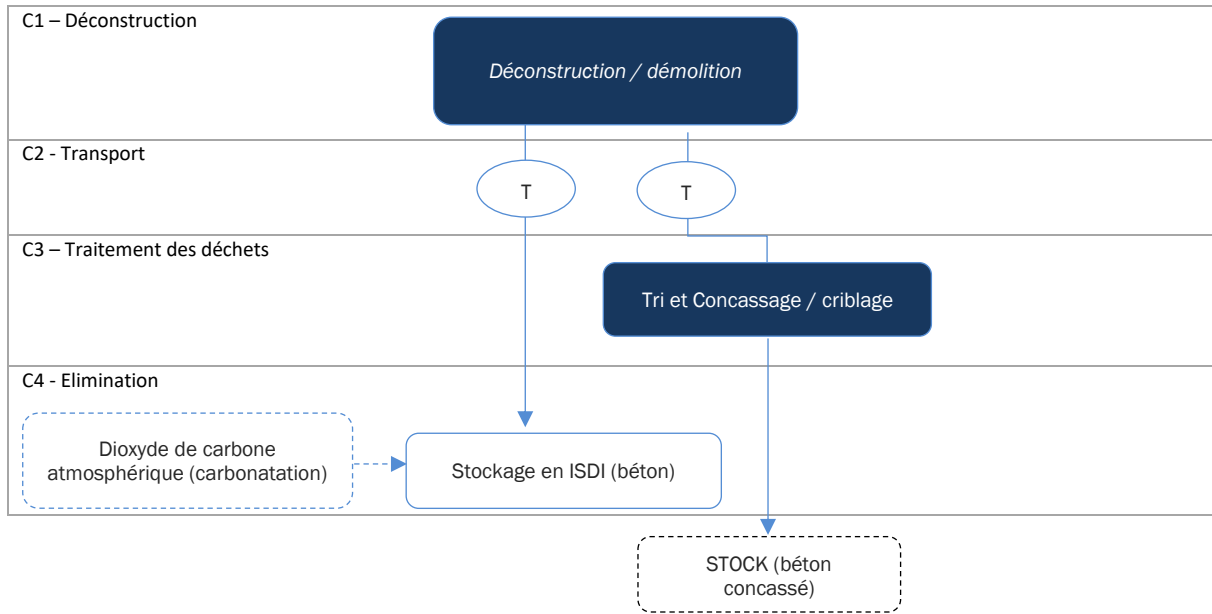 C1 – Déconstruction
Déconstruction / démolition
C2 - Transport
T
T
C3 – Traitement des déchets
Tri et Concassage / criblage
C4 - Elimination
Dioxyde de carbone
atmosphérique (carbonatation)
Stockage en ISDI (béton)
STOCK (béton
concassé)